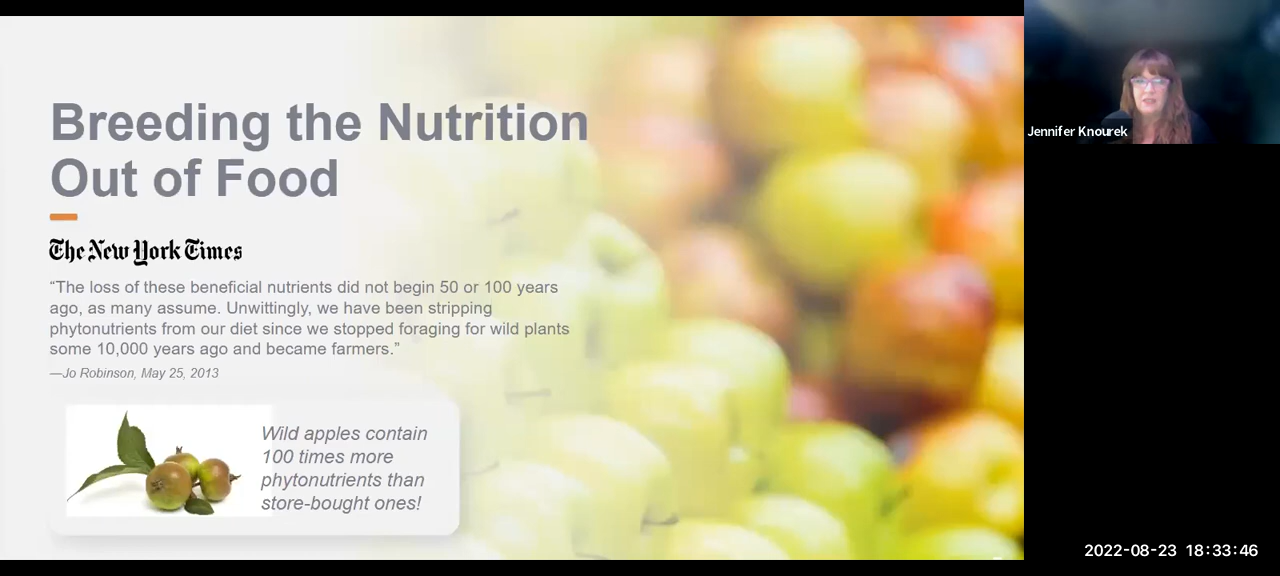 Breeding the Nutrition
Out of Food
The New York Times
“The loss of these beneficial nutrients did not begin 50 or 100 years
ago, as many assume. Unwittingly, we have been stripping
phytonutrients from our diet since we stopped foraging for wild plants
some 10,000 years ago and became farmers.”
—Jo Robinson, May 25, 2013
Wild apples contain
100 times more
phytonutrients than
store-bought ones!
Jennifer Knourek
2022-08-23 18:33:46